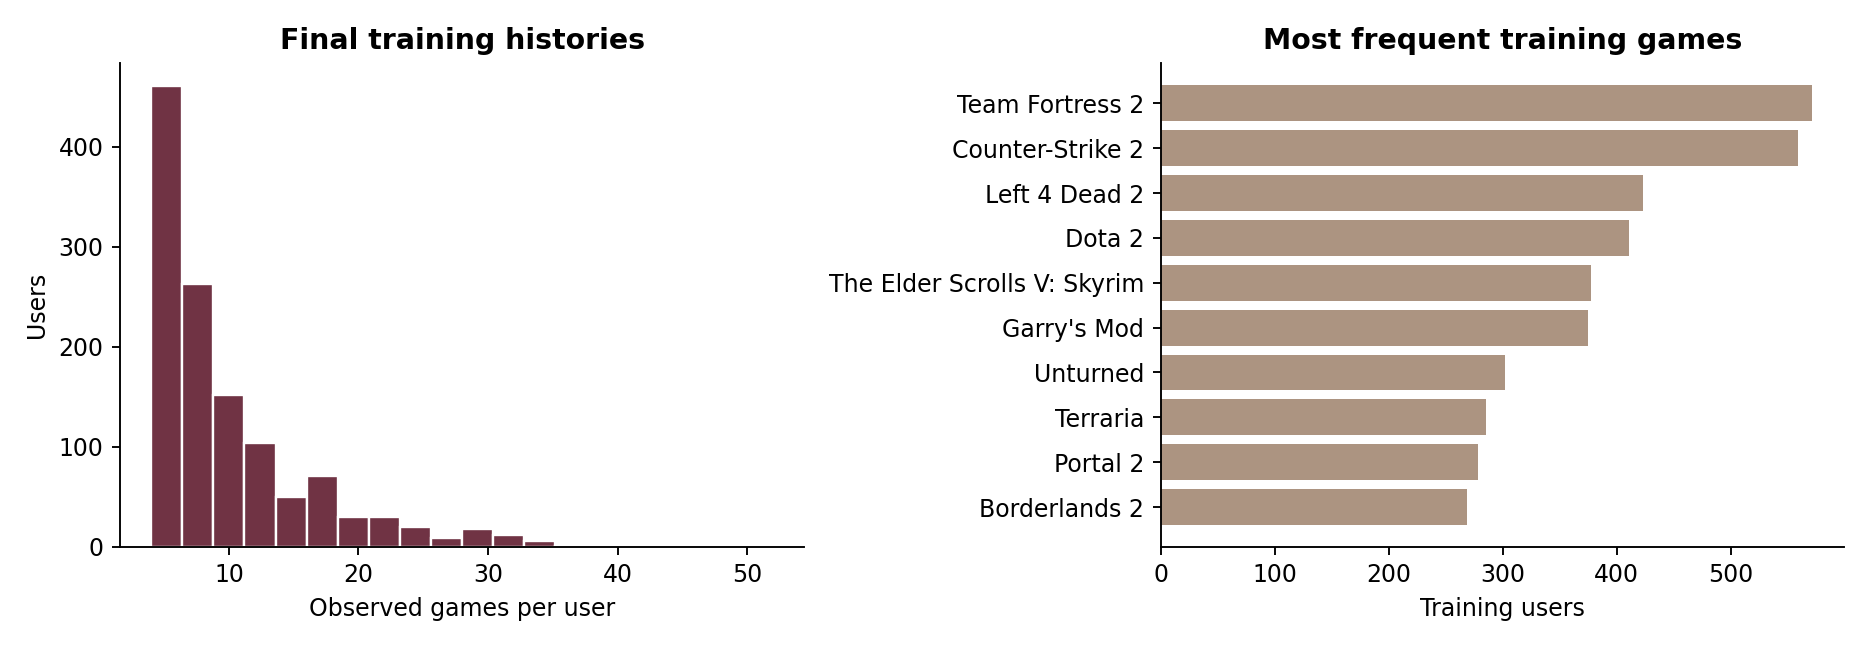 Final training histories
400
300
200
100
0
Users
10 20 30 40 50
Observed games per user
Most frequent training games
Team Fortress 2
Counter-Strike 2
Left 4 Dead 2
Dota 2
The Elder Scrolls V: Skyrim
Garry's Mod
Unturned
Terraria
Portal 2
Borderlands 2
0 100 200 300 400 500
Training users